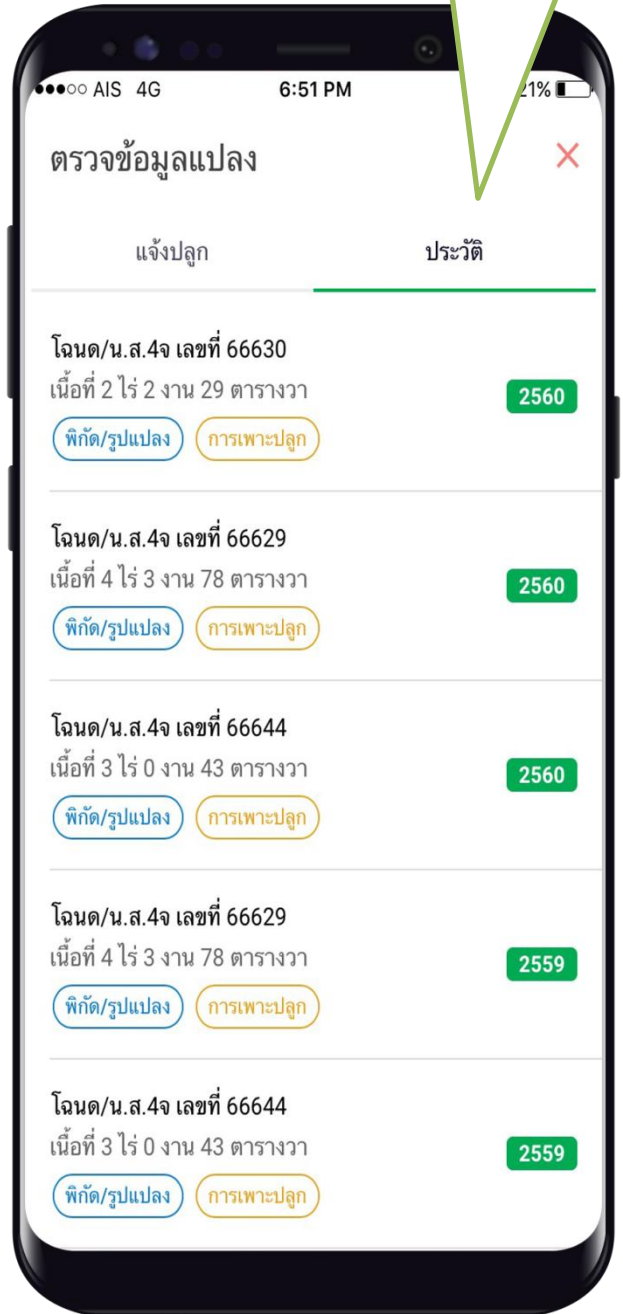 AIS 4G 6:51 PM 21%
ตรวจข้อมูลแปลง
แจ้งปลูก ประวัติ
โฉนด/น.ส.4จ เลขที่ 66630
เนื้อที่ 2 ไร่ 2 งาน 29 ตารางวา
2560
พิกัด/รูปแปลง การเพาะปลูก
โฉนด/น.ส.4จ เลขที่ 66629
เนื้อที่ 4 ไร่ 3 งาน 78 ตารางวา
2560
พิกัด/รูปแปลง การเพาะปลูก
โฉนด/น.ส.4จ เลขที่ 66644
เนื้อที่ 3 ไร่ 0 งาน 43 ตารางวา
2560
พิกัด/รูปแปลง การเพาะปลูก
โฉนด/น.ส.4จ เลขที่ 66629
เนื้อที่ 4 ไร่ 3 งาน 78 ตารางวา
2559
พิกัด/รูปแปลง การเพาะปลูก
โฉนด/น.ส.4จ เลขที่ 66644
เนื้อที่ 3 ไร่ 0 งาน 43 ตารางวา
2559
พิกัด/รูปแปลง การเพาะปลูก